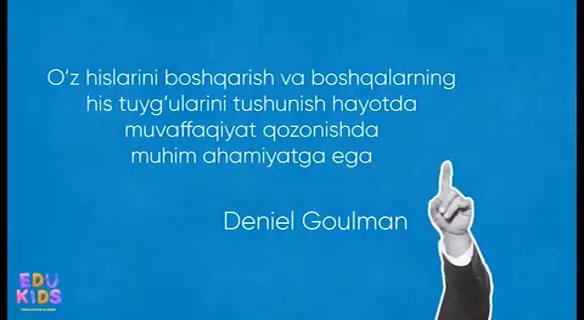 O‘z hislarini boshqarish va boshqalarning
his tuyg‘ularini tushunish hayotda
muvaffaqiyat qozonishda
muhim ahamiyatga ega
Deniel Goulman
EDU
KIDS